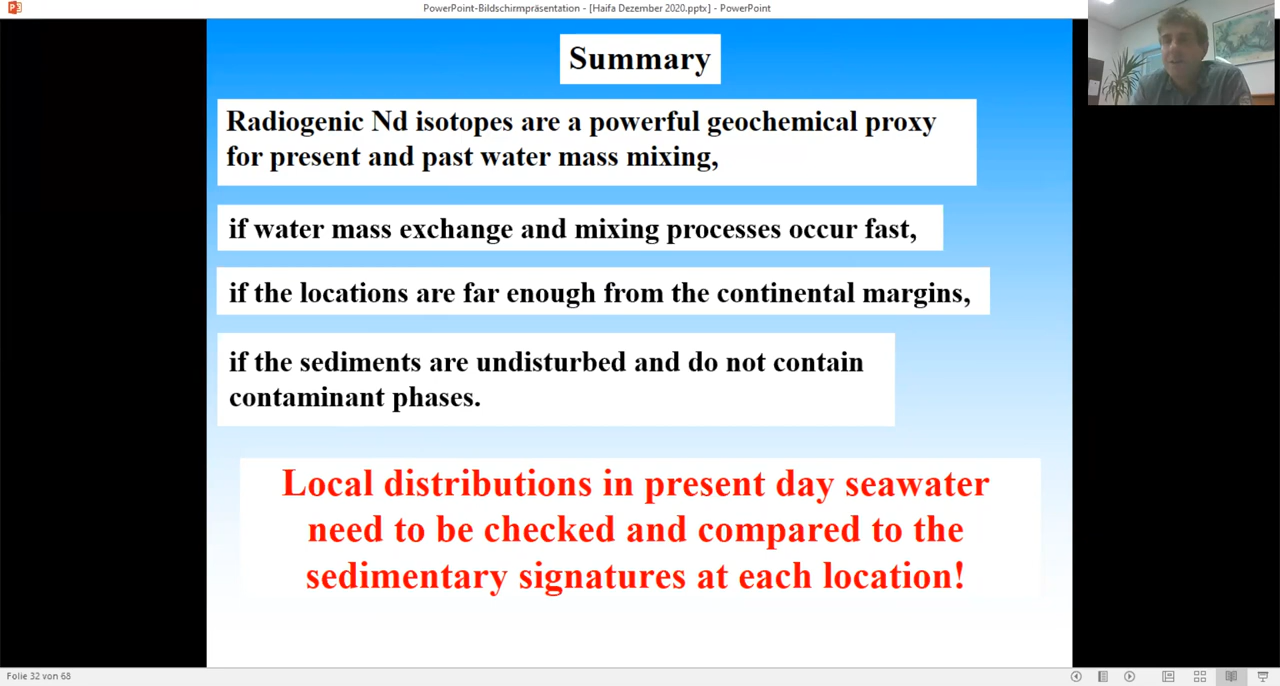 PowerPoint-Bildschirmpräsentation - [Haifa Dezember 2020.pptx] - PowerPoint
Summary
Radiogenic Nd isotopes are a powerful geochemical proxy
for present and past water mass mixing,
if water mass exchange and mixing processes occur fast,
if the locations are far enough from the continental margins,
if the sediments are undisturbed and do not contain
contaminant phases.
Local distributions in present day seawater
need to be checked and compared to the
sedimentary signatures at each location!
Folie 32 von 68